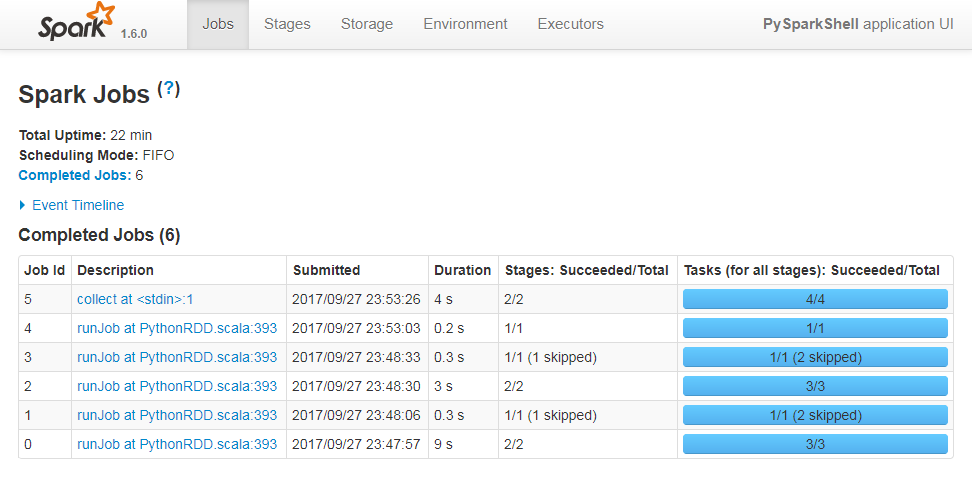 Spark 1.6.0 Jobs Stages Storage Environment Executors PySparkShell application UI
Spark Jobs (?)
Total Uptime: 22 min
Scheduling Mode: FIFO
Completed Jobs: 6
Event Timeline
Completed Jobs (6)
Job Id Description Submitted Duration Stages: Succeeded/Total Tasks (for all stages): Succeeded/Total
5 collect at <stdin>:1 2017/09/27 23:53:26 4 s 2/2 4/4
4 runJob at PythonRDD.scala:393 2017/09/27 23:53:03 0.2 s 1/1 1/1
3 runJob at PythonRDD.scala:393 2017/09/27 23:48:33 0.3 s 1/1 (1 skipped) 1/1 (2 skipped)
2 runJob at PythonRDD.scala:393 2017/09/27 23:48:30 3 s 2/2 3/3
1 runJob at PythonRDD.scala:393 2017/09/27 23:48:06 0.3 s 1/1 (1 skipped) 1/1 (2 skipped)
0 runJob at PythonRDD.scala:393 2017/09/27 23:47:57 9 s 2/2 3/3